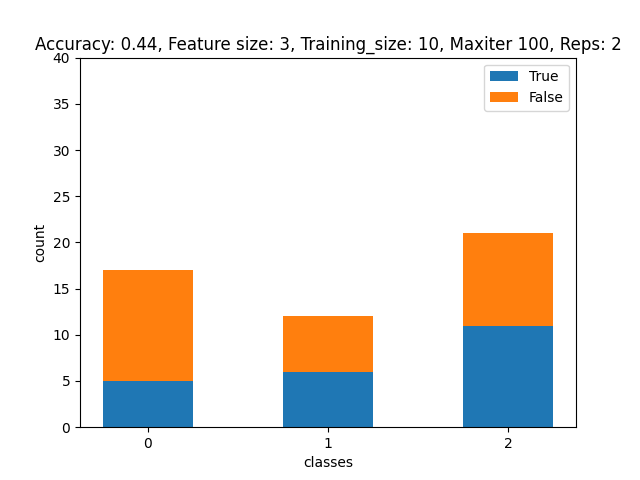 Accuracy: 0.44, Feature size: 3, Training_size: 10, Maxiter 100, Reps: 2
40
35
30
25
20
15
10
5
0
count
True
False
0 1 2
classes